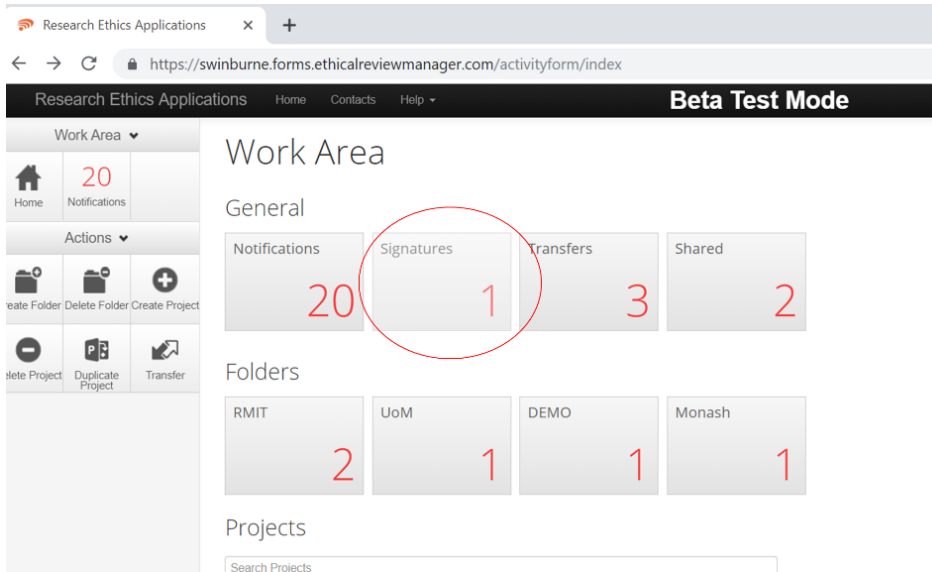 Research Ethics Applications
https://swinburne.forms.ethicalreviewmanager.com/activityform/index
Research Ethics Applications Home Contacts Help
Beta Test Mode
Work Area
20
Home Notifications
Actions
reate Folder Delete Folder Create Project
elete Project Duplicate Project Transfer
Work Area
General
Notifications Signatures Transfers Shared
20 1 3 2
Folders
RMIT UoM DEMO Monash
2 1 1 1
Projects
Search Projects